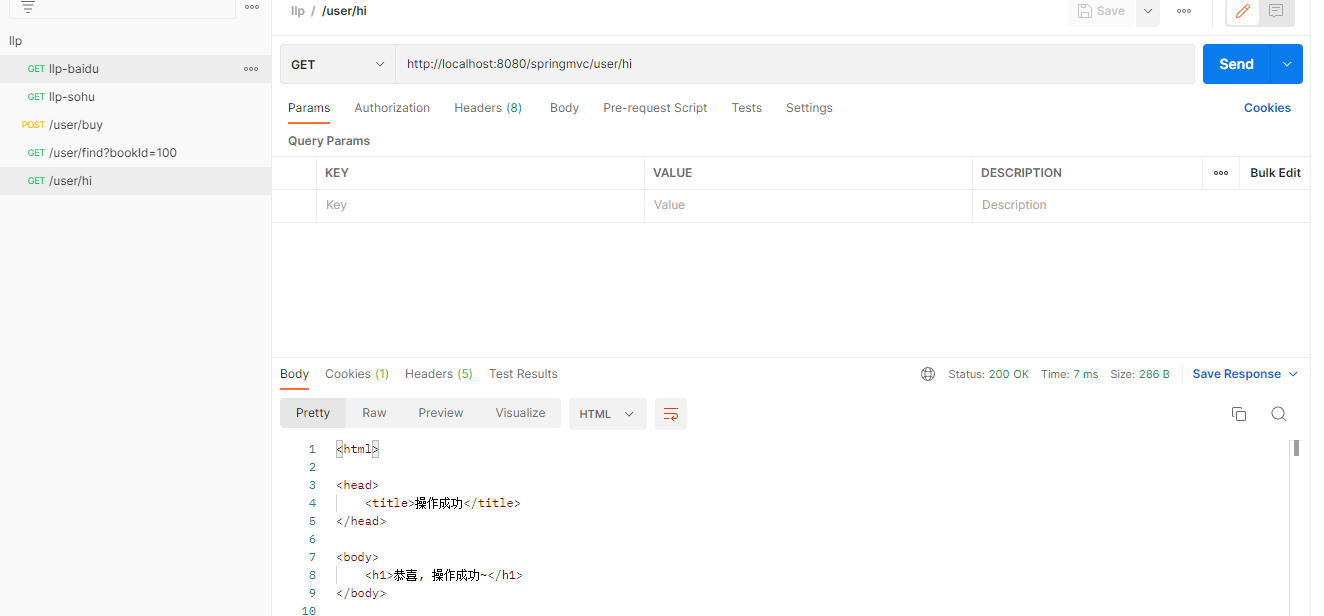 llp / /user/hi
Save
llp
GET llp-baidu
GET llp-sohu
POST /user/buy
GET /user/find?bookId=100
GET /user/hi
GET http://localhost:8080/springmvc/user/hi Send
Params Authorization Headers (8) Body Pre-request Script Tests Settings Cookies
Query Params
KEY VALUE DESCRIPTION Bulk Edit
Key Value Description
Body Cookies (1) Headers (5) Test Results Status: 200 OK Time: 7 ms Size: 286 B Save Response
Pretty Raw Preview Visualize HTML
1 <html>
2
3 <head>
4 <title>操作成功</title>
5 </head>
6
7 <body>
8 <h1>恭喜, 操作成功~</h1>
9 </body>
10